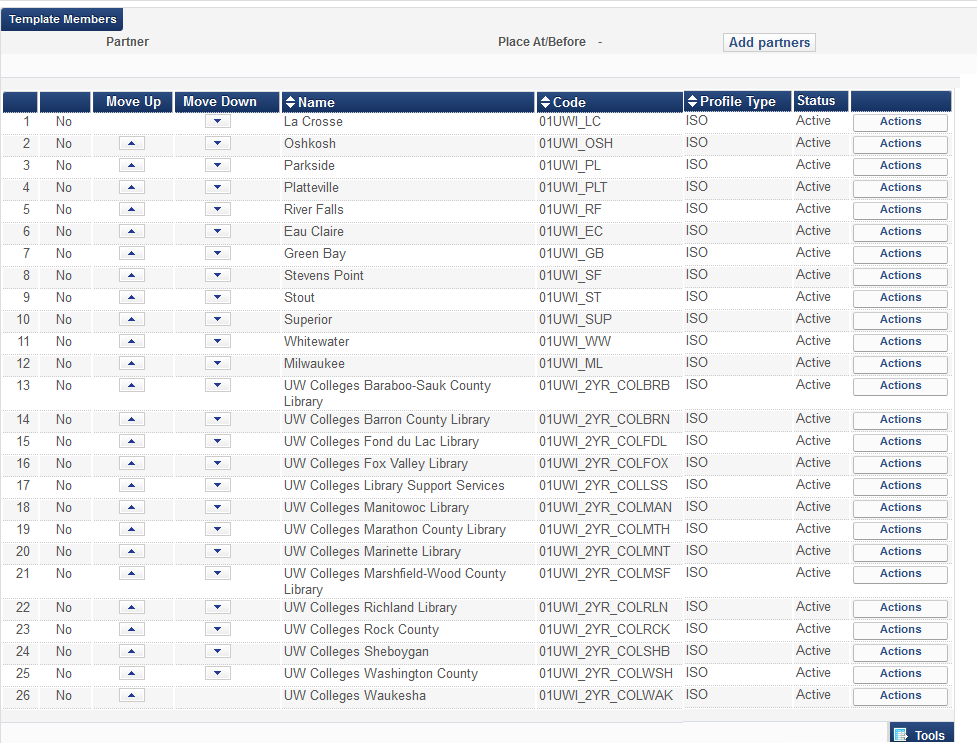 Template Members
Partner Place At/Before - Add partners
Move Up Move Down Name Code Profile Type Status
1 No La Crosse 01UWI_LC ISO Active Actions
2 No Oshkosh 01UWI_OSH ISO Active Actions
3 No Parkside 01UWI_PL ISO Active Actions
4 No Platteville 01UWI_PLT ISO Active Actions
5 No River Falls 01UWI_RF ISO Active Actions
6 No Eau Claire 01UWI_EC ISO Active Actions
7 No Green Bay 01UWI_GB ISO Active Actions
8 No Stevens Point 01UWI_SF ISO Active Actions
9 No Stout 01UWI_ST ISO Active Actions
10 No Superior 01UWI_SUP ISO Active Actions
11 No Whitewater 01UWI_WW ISO Active Actions
12 No Milwaukee 01UWI_ML ISO Active Actions
13 No UW Colleges Baraboo-Sauk County 01UWI_2YR_COLBRB ISO Active Actions
Library
14 No UW Colleges Barron County Library 01UWI_2YR_COLBRN ISO Active Actions
15 No UW Colleges Fond du Lac Library 01UWI_2YR_COLFDL ISO Active Actions
16 No UW Colleges Fox Valley Library 01UWI_2YR_COLFOX ISO Active Actions
17 No UW Colleges Library Support Services 01UWI_2YR_COLLSS ISO Active Actions
18 No UW Colleges Manitowoc Library 01UWI_2YR_COLMAN ISO Active Actions
19 No UW Colleges Marathon County Library 01UWI_2YR_COLMTH ISO Active Actions
20 No UW Colleges Marinette Library 01UWI_2YR_COLMNT ISO Active Actions
21 No UW Colleges Marshfield-Wood County 01UWI_2YR_COLMSF ISO Active Actions
Library
22 No UW Colleges Richland Library 01UWI_2YR_COLRLN ISO Active Actions
23 No UW Colleges Rock County 01UWI_2YR_COLRCK ISO Active Actions
24 No UW Colleges Sheboygan 01UWI_2YR_COLSHB ISO Active Actions
25 No UW Colleges Washington County 01UWI_2YR_COLWSH ISO Active Actions
26 No UW Colleges Waukesha 01UWI_2YR_COLWAK ISO Active Actions
Tools